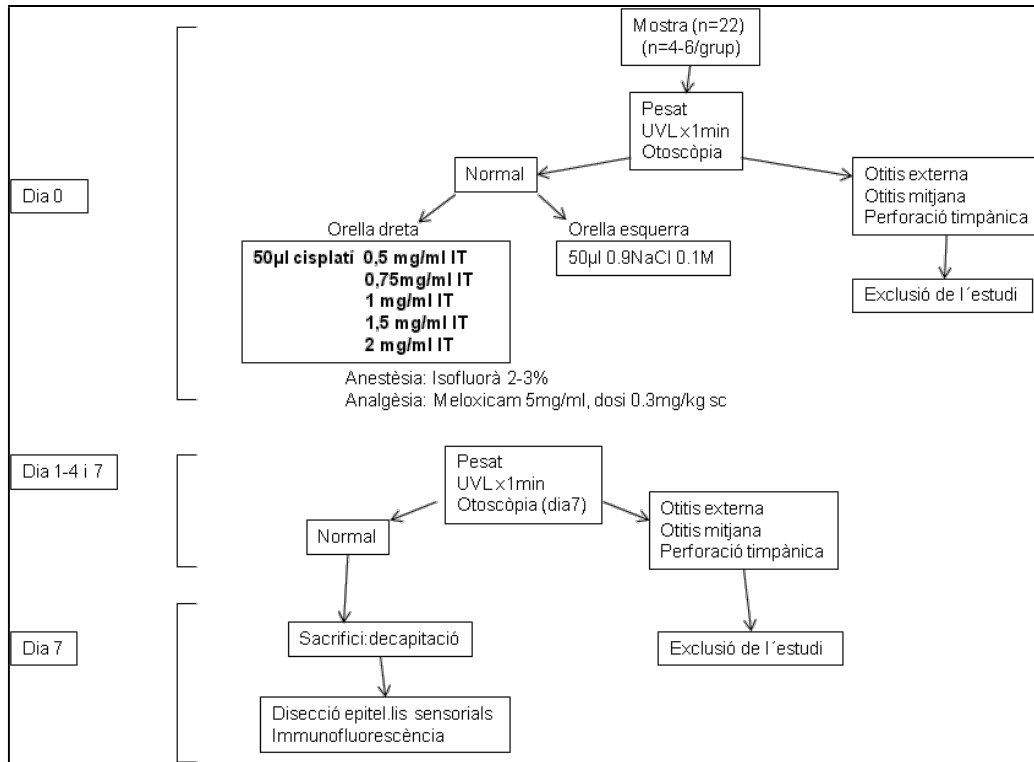 Mostra (n=22)
(n=4-6/grup)
Pesat
UVL x1min
Otoscòpia
Normal
Otitis externa
Otitis mitjana
Perforació timpànica
Dia 0
Orella dreta
Orella esquerra
50µl cisplatí 0,5 mg/ml IT
0,75mg/ml IT
1 mg/ml IT
1,5 mg/ml IT
2 mg/ml IT
50µl 0.9NaCl 0.1M
Exclusió de l´estudi
Anestèsia: Isofluorà 2-3%
Analgèsia: Meloxicam 5mg/ml, dosi 0.3mg/kg sc
Dia 1-4 i 7
Pesat
UVL x1min
Otoscòpia (dia7)
Normal
Otitis externa
Otitis mitjana
Perforació timpànica
Dia 7
Sacrifici:decapitació
Exclusió de l´estudi
Disecció epitel.lis sensorials
Immunofluorescència